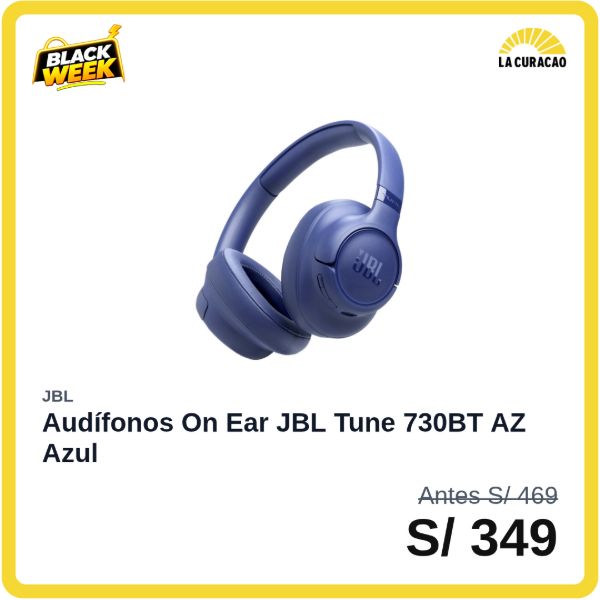 BLACK
WEEK
LA CURACAO
JBL
JBL
Audífonos On Ear JBL Tune 730BT AZ
Azul
Antes S/ 469
S/ 349